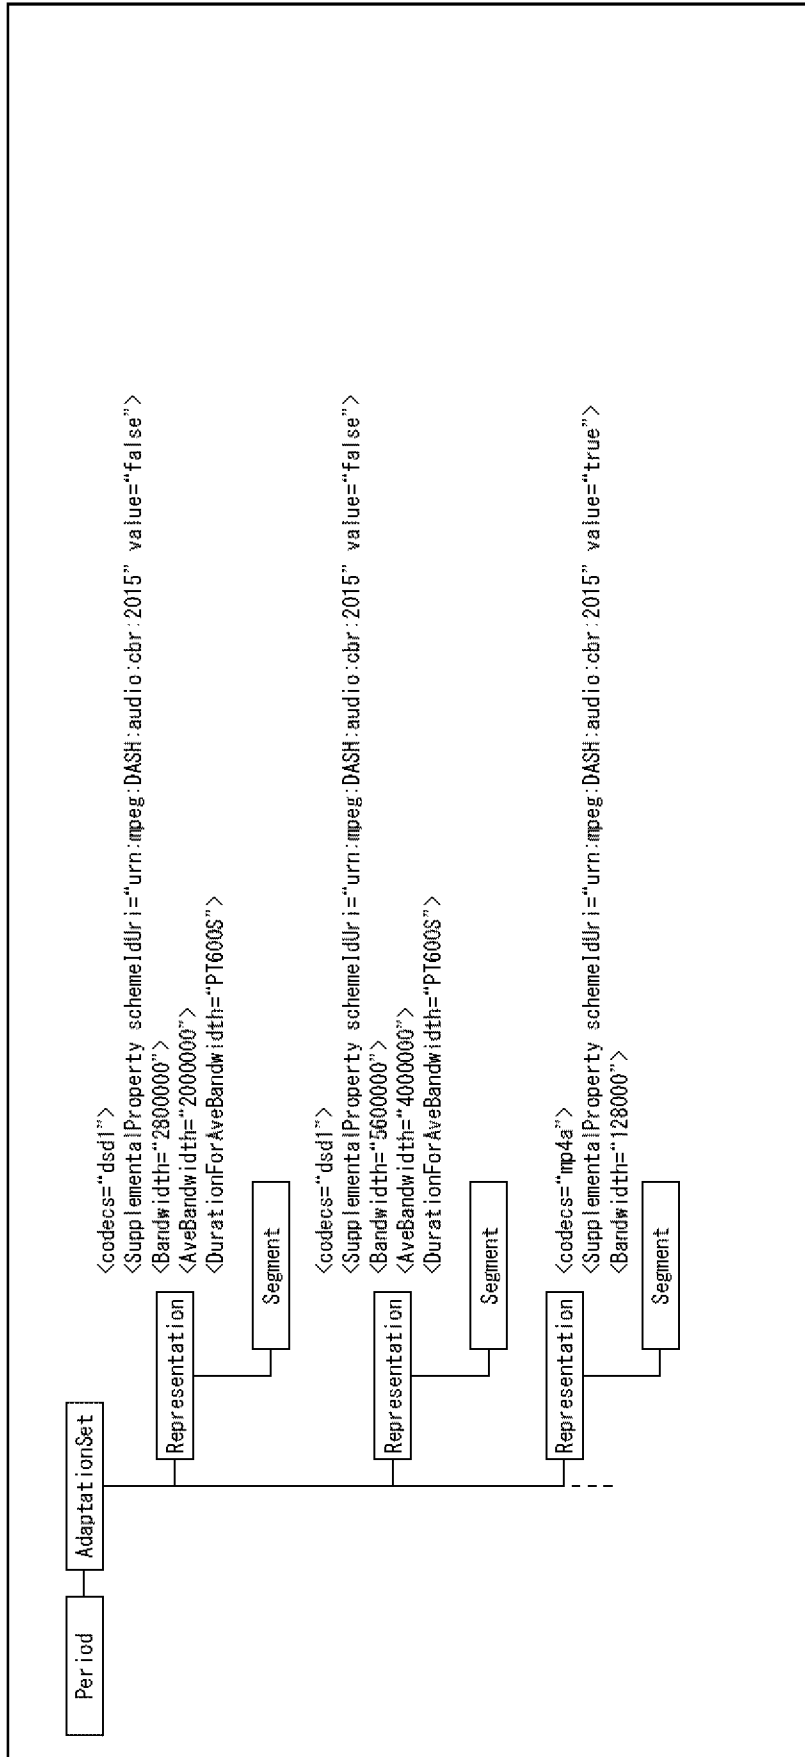 Period
AdaptationSet
Representation
<codecs=“dsd1”>
<SupplementalProperty schemeIdUri=“urn:mpeg:DASH:audio:cbr:2015” value=“false”>
<Bandwidth=“2800000”>
<AveBandwidth=“2000000”>
<DurationForAveBandwidth=“PT600S”>
Segment
Representation
<codecs=“dsd1”>
<SupplementalProperty schemeIdUri=“urn:mpeg:DASH:audio:cbr:2015” value=“false”>
<Bandwidth=“5600000”>
<AveBandwidth=“4000000”>
<DurationForAveBandwidth=“PT600S”>
Segment
Representation
<codecs=“mp4a”>
<SupplementalProperty schemeIdUri=“urn:mpeg:DASH:audio:cbr:2015” value=“true”>
<Bandwidth=“128000”>
Segment